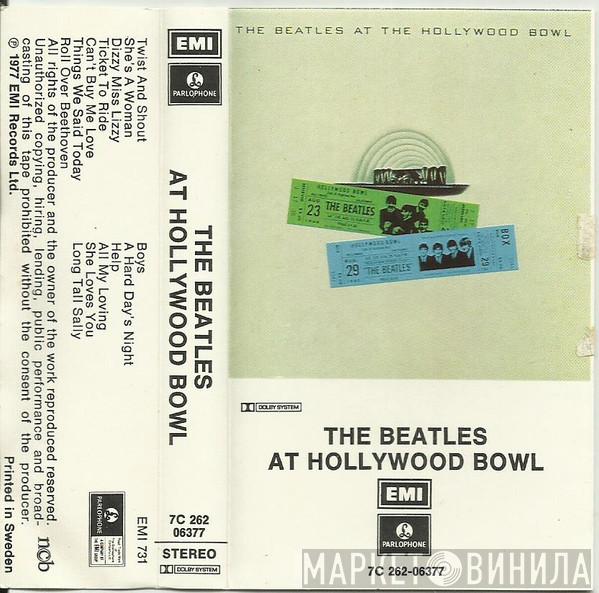 Twist And Shout
She's A Woman
Dizzy Miss Lizzy
Ticket To Ride
Can't Buy Me Love
Things We Said Today
Roll Over Beethoven
Boys
A Hard Day's Night
Help
All My Loving
She Loves You
Long Tall Sally
All rights of the producer and the owner of the work reproduced reserved.
Unauthorized copying, hiring, lending, public performance and broad-
casting of this tape prohibited without the consent of the producer.
℗ 1977 EMI Records Ltd.
Printed in Sweden
ncb
EMI 731
PARLOPHONE
EMI
PARLOPHONE
THE BEATLES
AT HOLLYWOOD BOWL
7C 262
06377
STEREO
DOLBY SYSTEM
THE BEATLES AT THE HOLLYWOOD BOWL
HOLLYWOOD BOWL
AUG
23
THE BEATLES
HOLLYWOOD BOWL
29
"THE BEATLES"
BOX
29
DOLBY SYSTEM
THE BEATLES
AT HOLLYWOOD BOWL
EMI
PARLOPHONE
7C 262-06377
МАРКЕТ ВИНИЛА